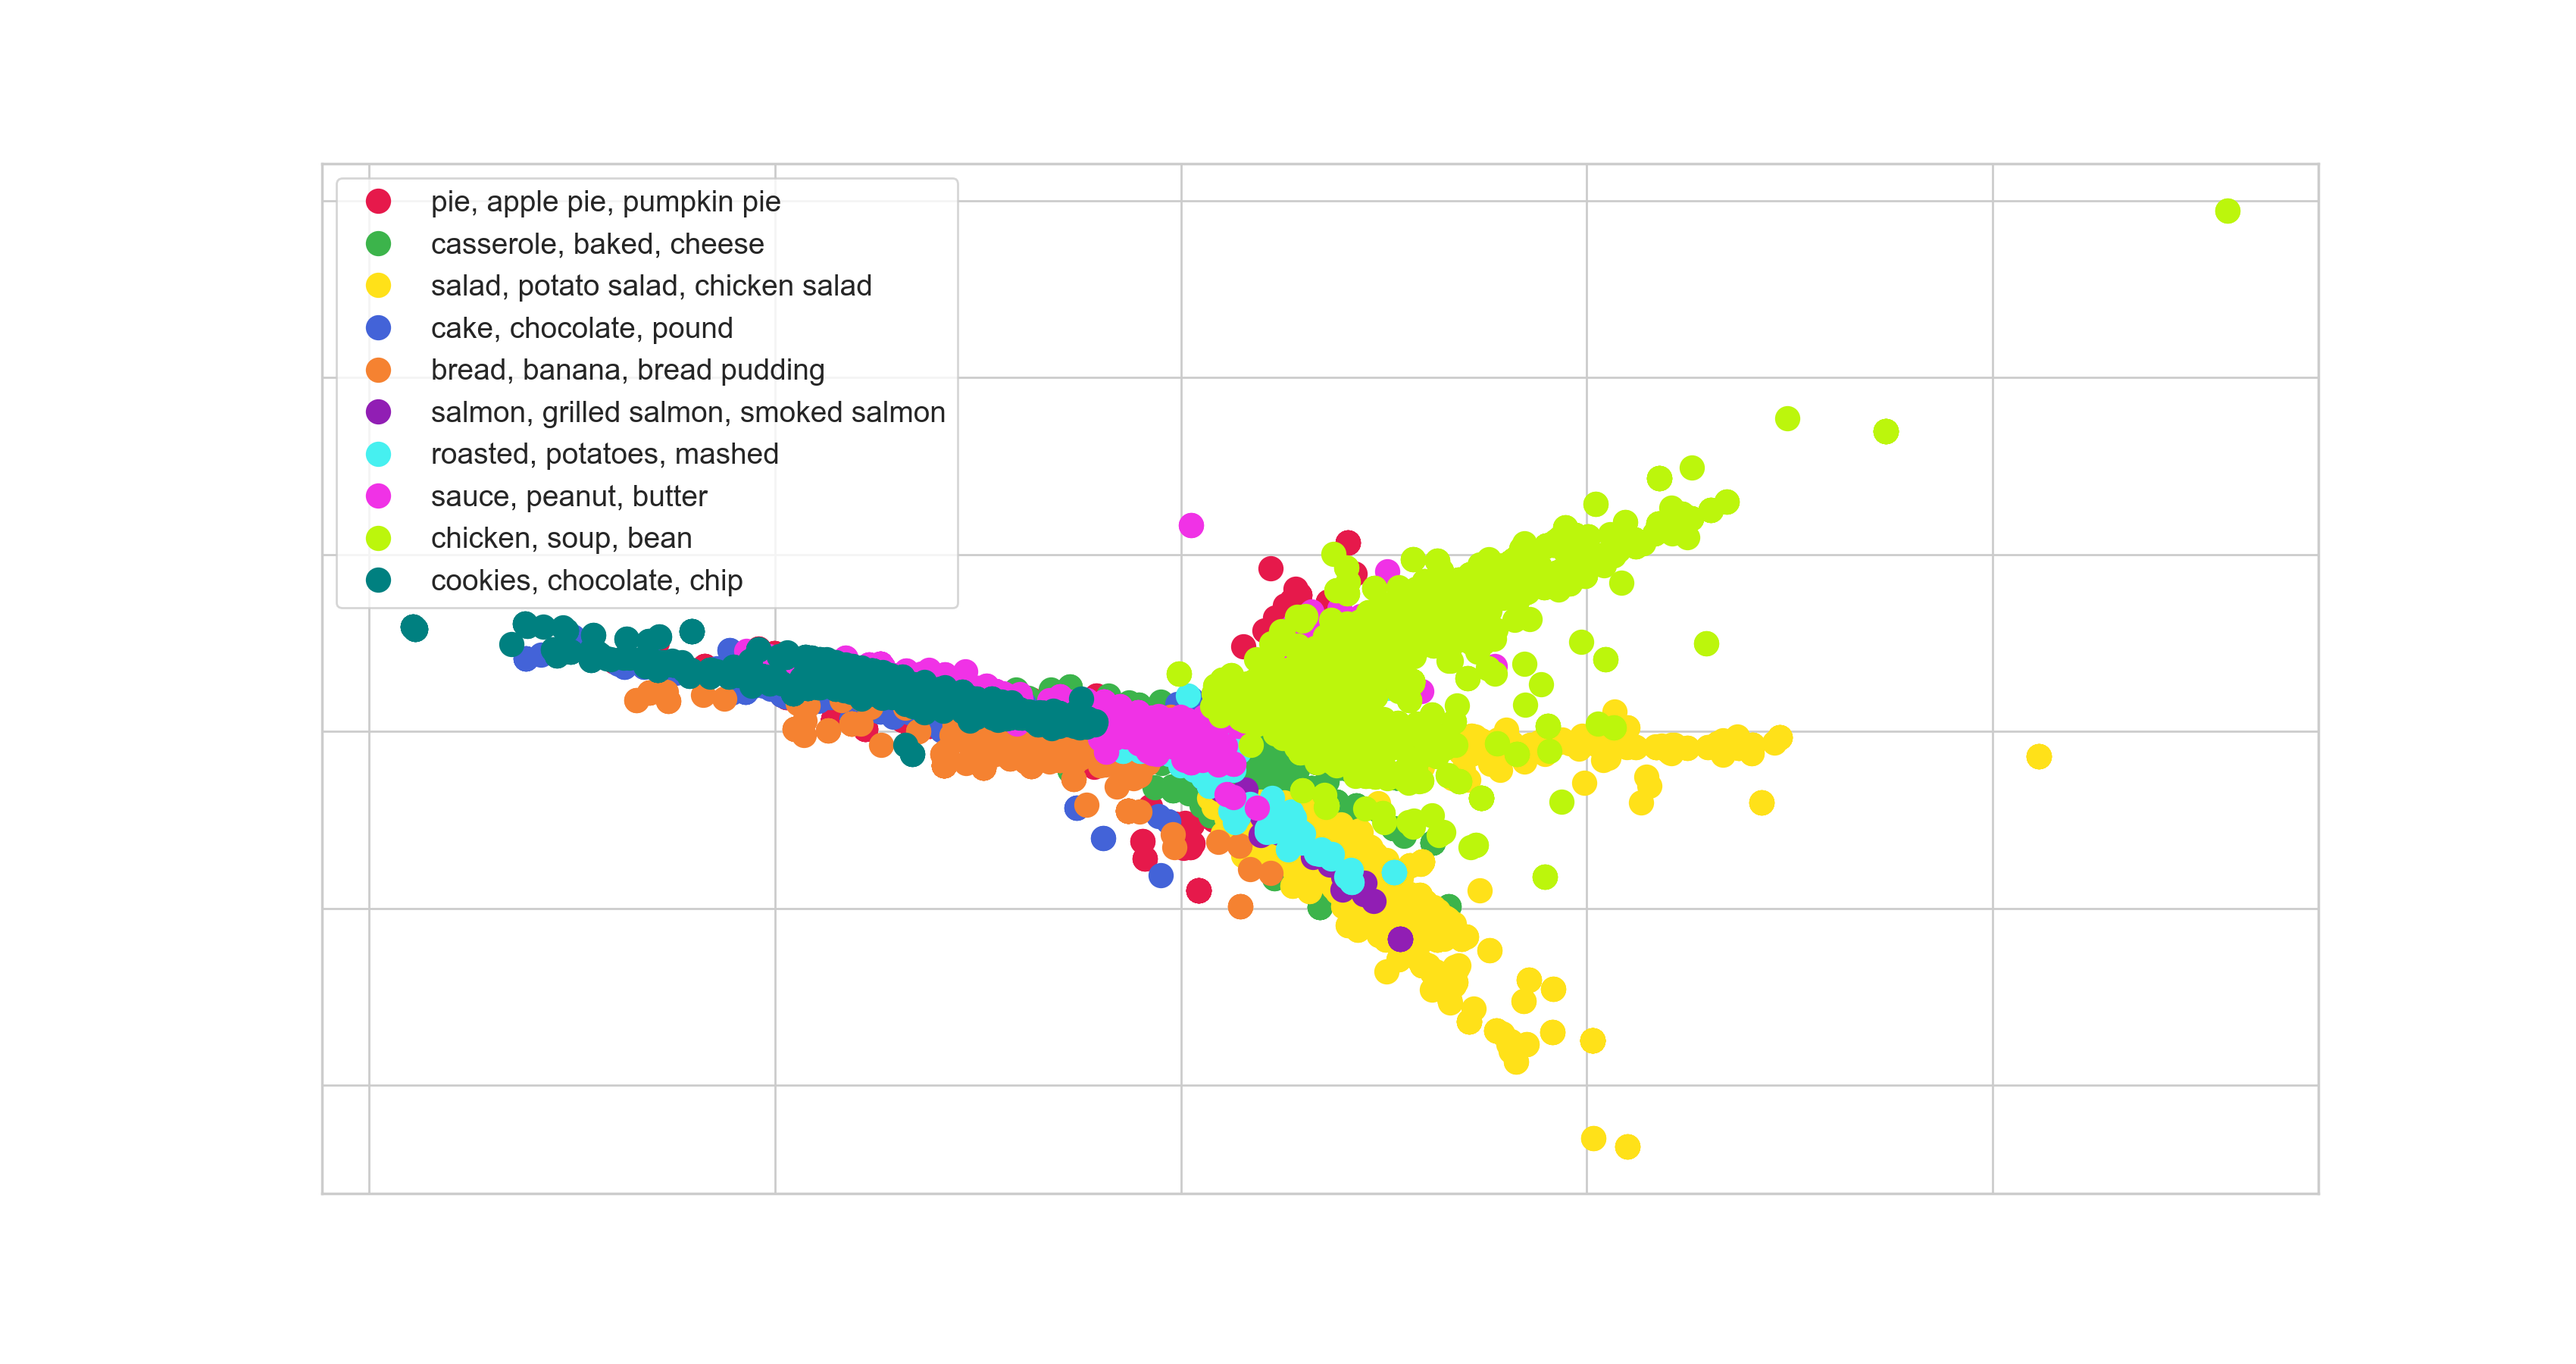 pie, apple pie, pumpkin pie
casserole, baked, cheese
salad, potato salad, chicken salad
cake, chocolate, pound
bread, banana, bread pudding
salmon, grilled salmon, smoked salmon
roasted, potatoes, mashed
sauce, peanut, butter
chicken, soup, bean
cookies, chocolate, chip